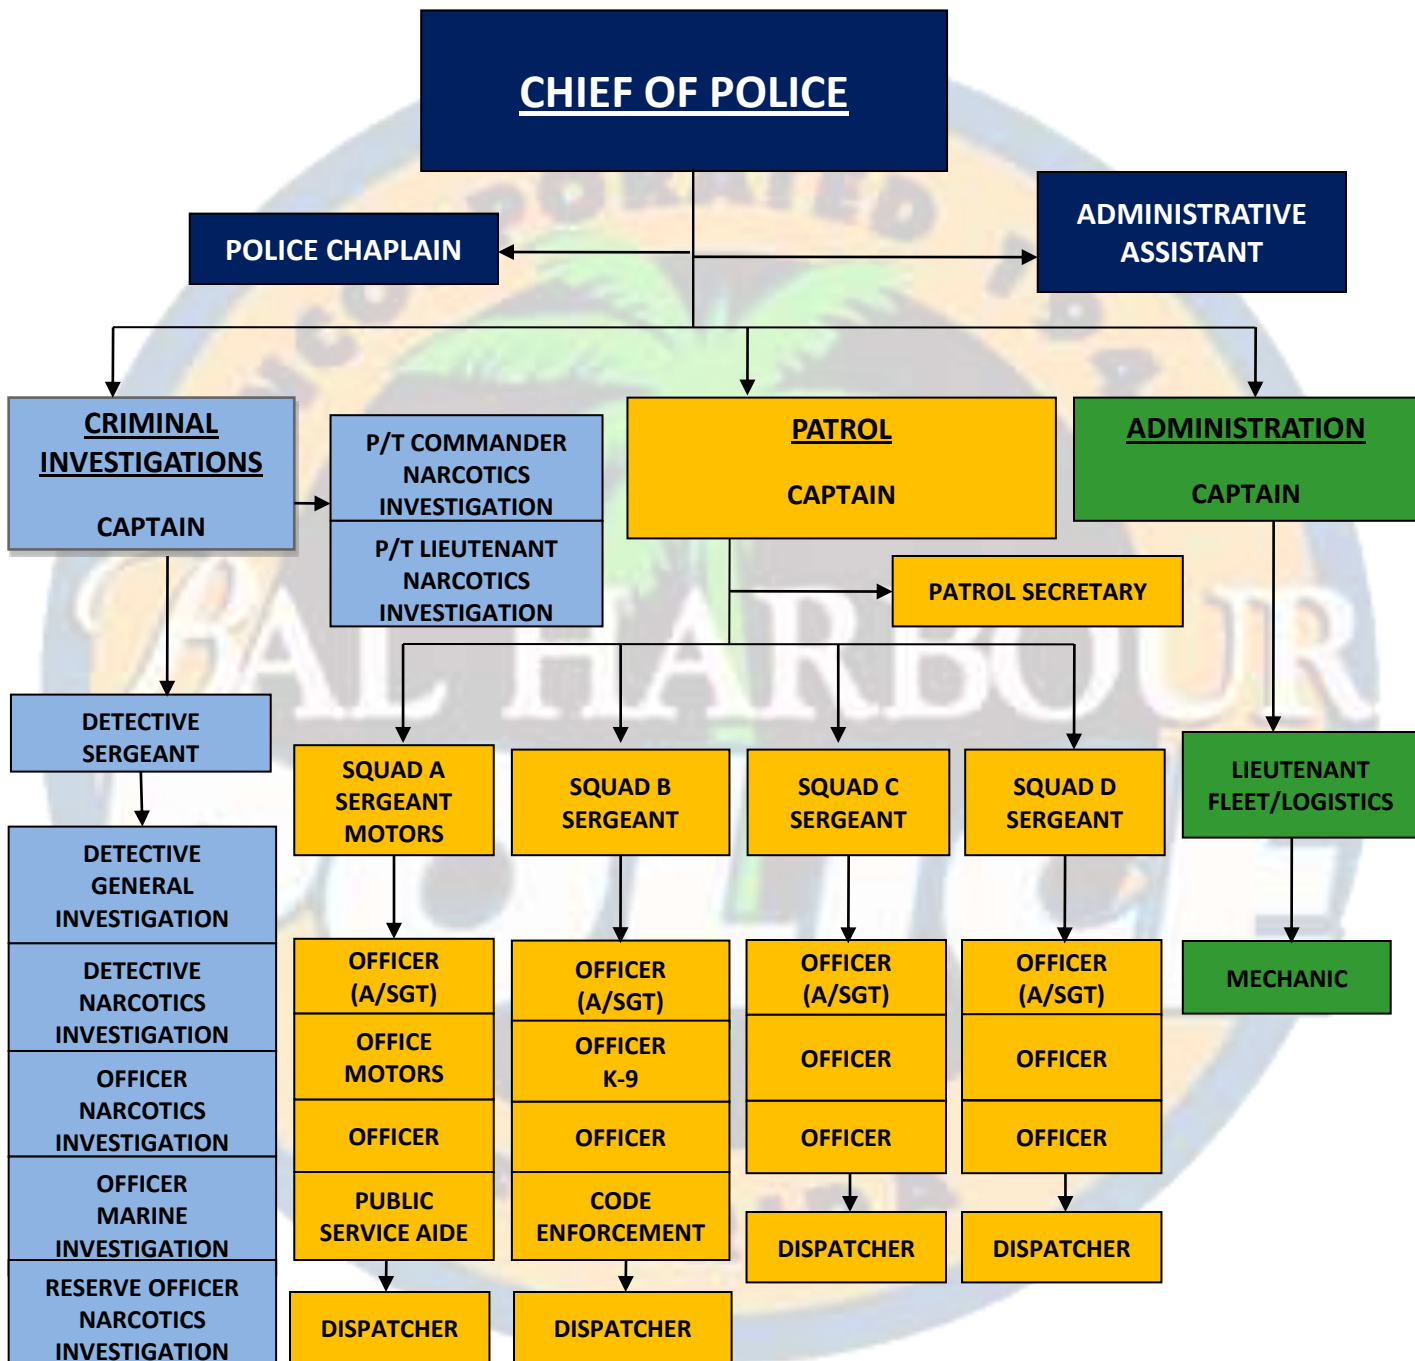 CHIEF OF POLICE
POLICE CHAPLAIN
ADMINISTRATIVE
ASSISTANT
CRIMINAL
INVESTIGATIONS
CAPTAIN
P/T COMMANDER
NARCOTICS
INVESTIGATION
P/T LIEUTENANT
NARCOTICS
INVESTIGATION
PATROL
CAPTAIN
ADMINISTRATION
CAPTAIN
PATROL SECRETARY
BAL HARBOUR
POLICE
DETECTIVE
SERGEANT
DETECTIVE
GENERAL
INVESTIGATION
DETECTIVE
NARCOTICS
INVESTIGATION
OFFICER
NARCOTICS
INVESTIGATION
OFFICER
MARINE
INVESTIGATION
RESERVE OFFICER
NARCOTICS
INVESTIGATION
SQUAD A
SERGEANT
MOTORS
OFFICER
(A/SGT)
OFFICE
MOTORS
OFFICER
PUBLIC
SERVICE AIDE
DISPATCHER
SQUAD B
SERGEANT
OFFICER
(A/SGT)
OFFICER
K-9
OFFICER
CODE
ENFORCEMENT
DISPATCHER
SQUAD C
SERGEANT
OFFICER
(A/SGT)
OFFICER
OFFICER
DISPATCHER
SQUAD D
SERGEANT
OFFICER
(A/SGT)
OFFICER
OFFICER
DISPATCHER
LIEUTENANT
FLEET/LOGISTICS
MECHANIC